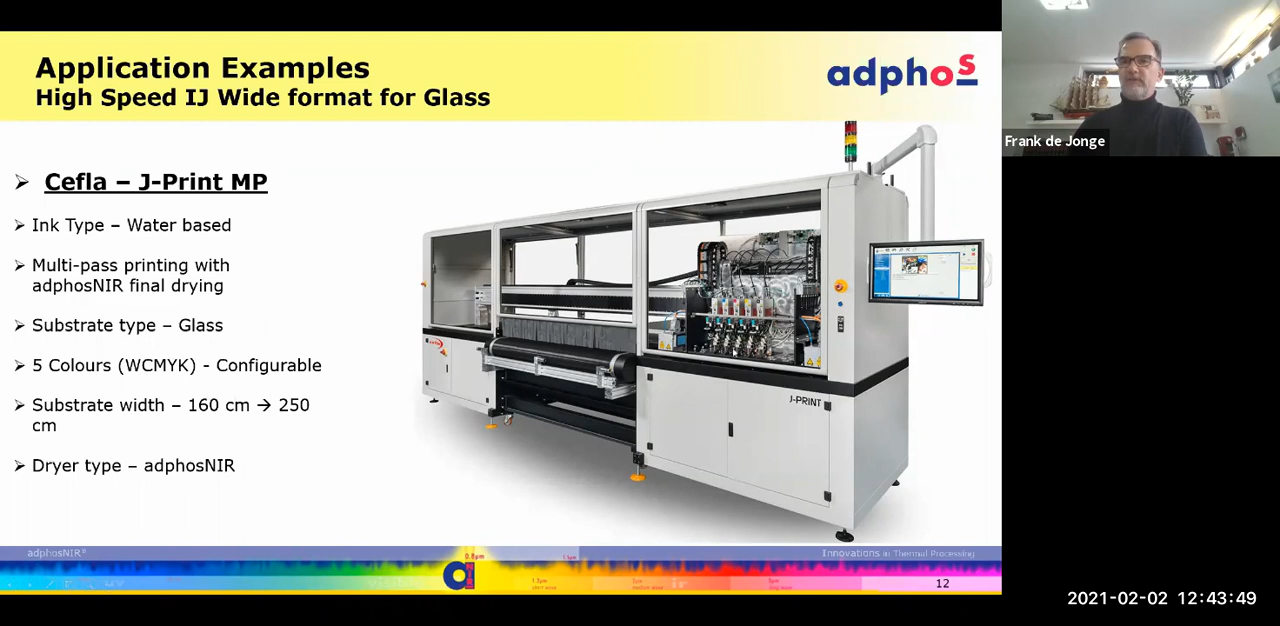 Application Examples
High Speed IJ Wide format for Glass
adphos
Cefla – J-Print MP
Ink Type – Water based
Multi-pass printing with
adphosNIR final drying
Substrate type – Glass
5 Colours (WCMYK) - Configurable
Substrate width – 160 cm → 250
cm
Dryer type – adphosNIR
J-PRINT
Frank de Jonge
adphosNIR®
Innovations in Thermal Processing
0.8µm
12
2021-02-02 12:43:49